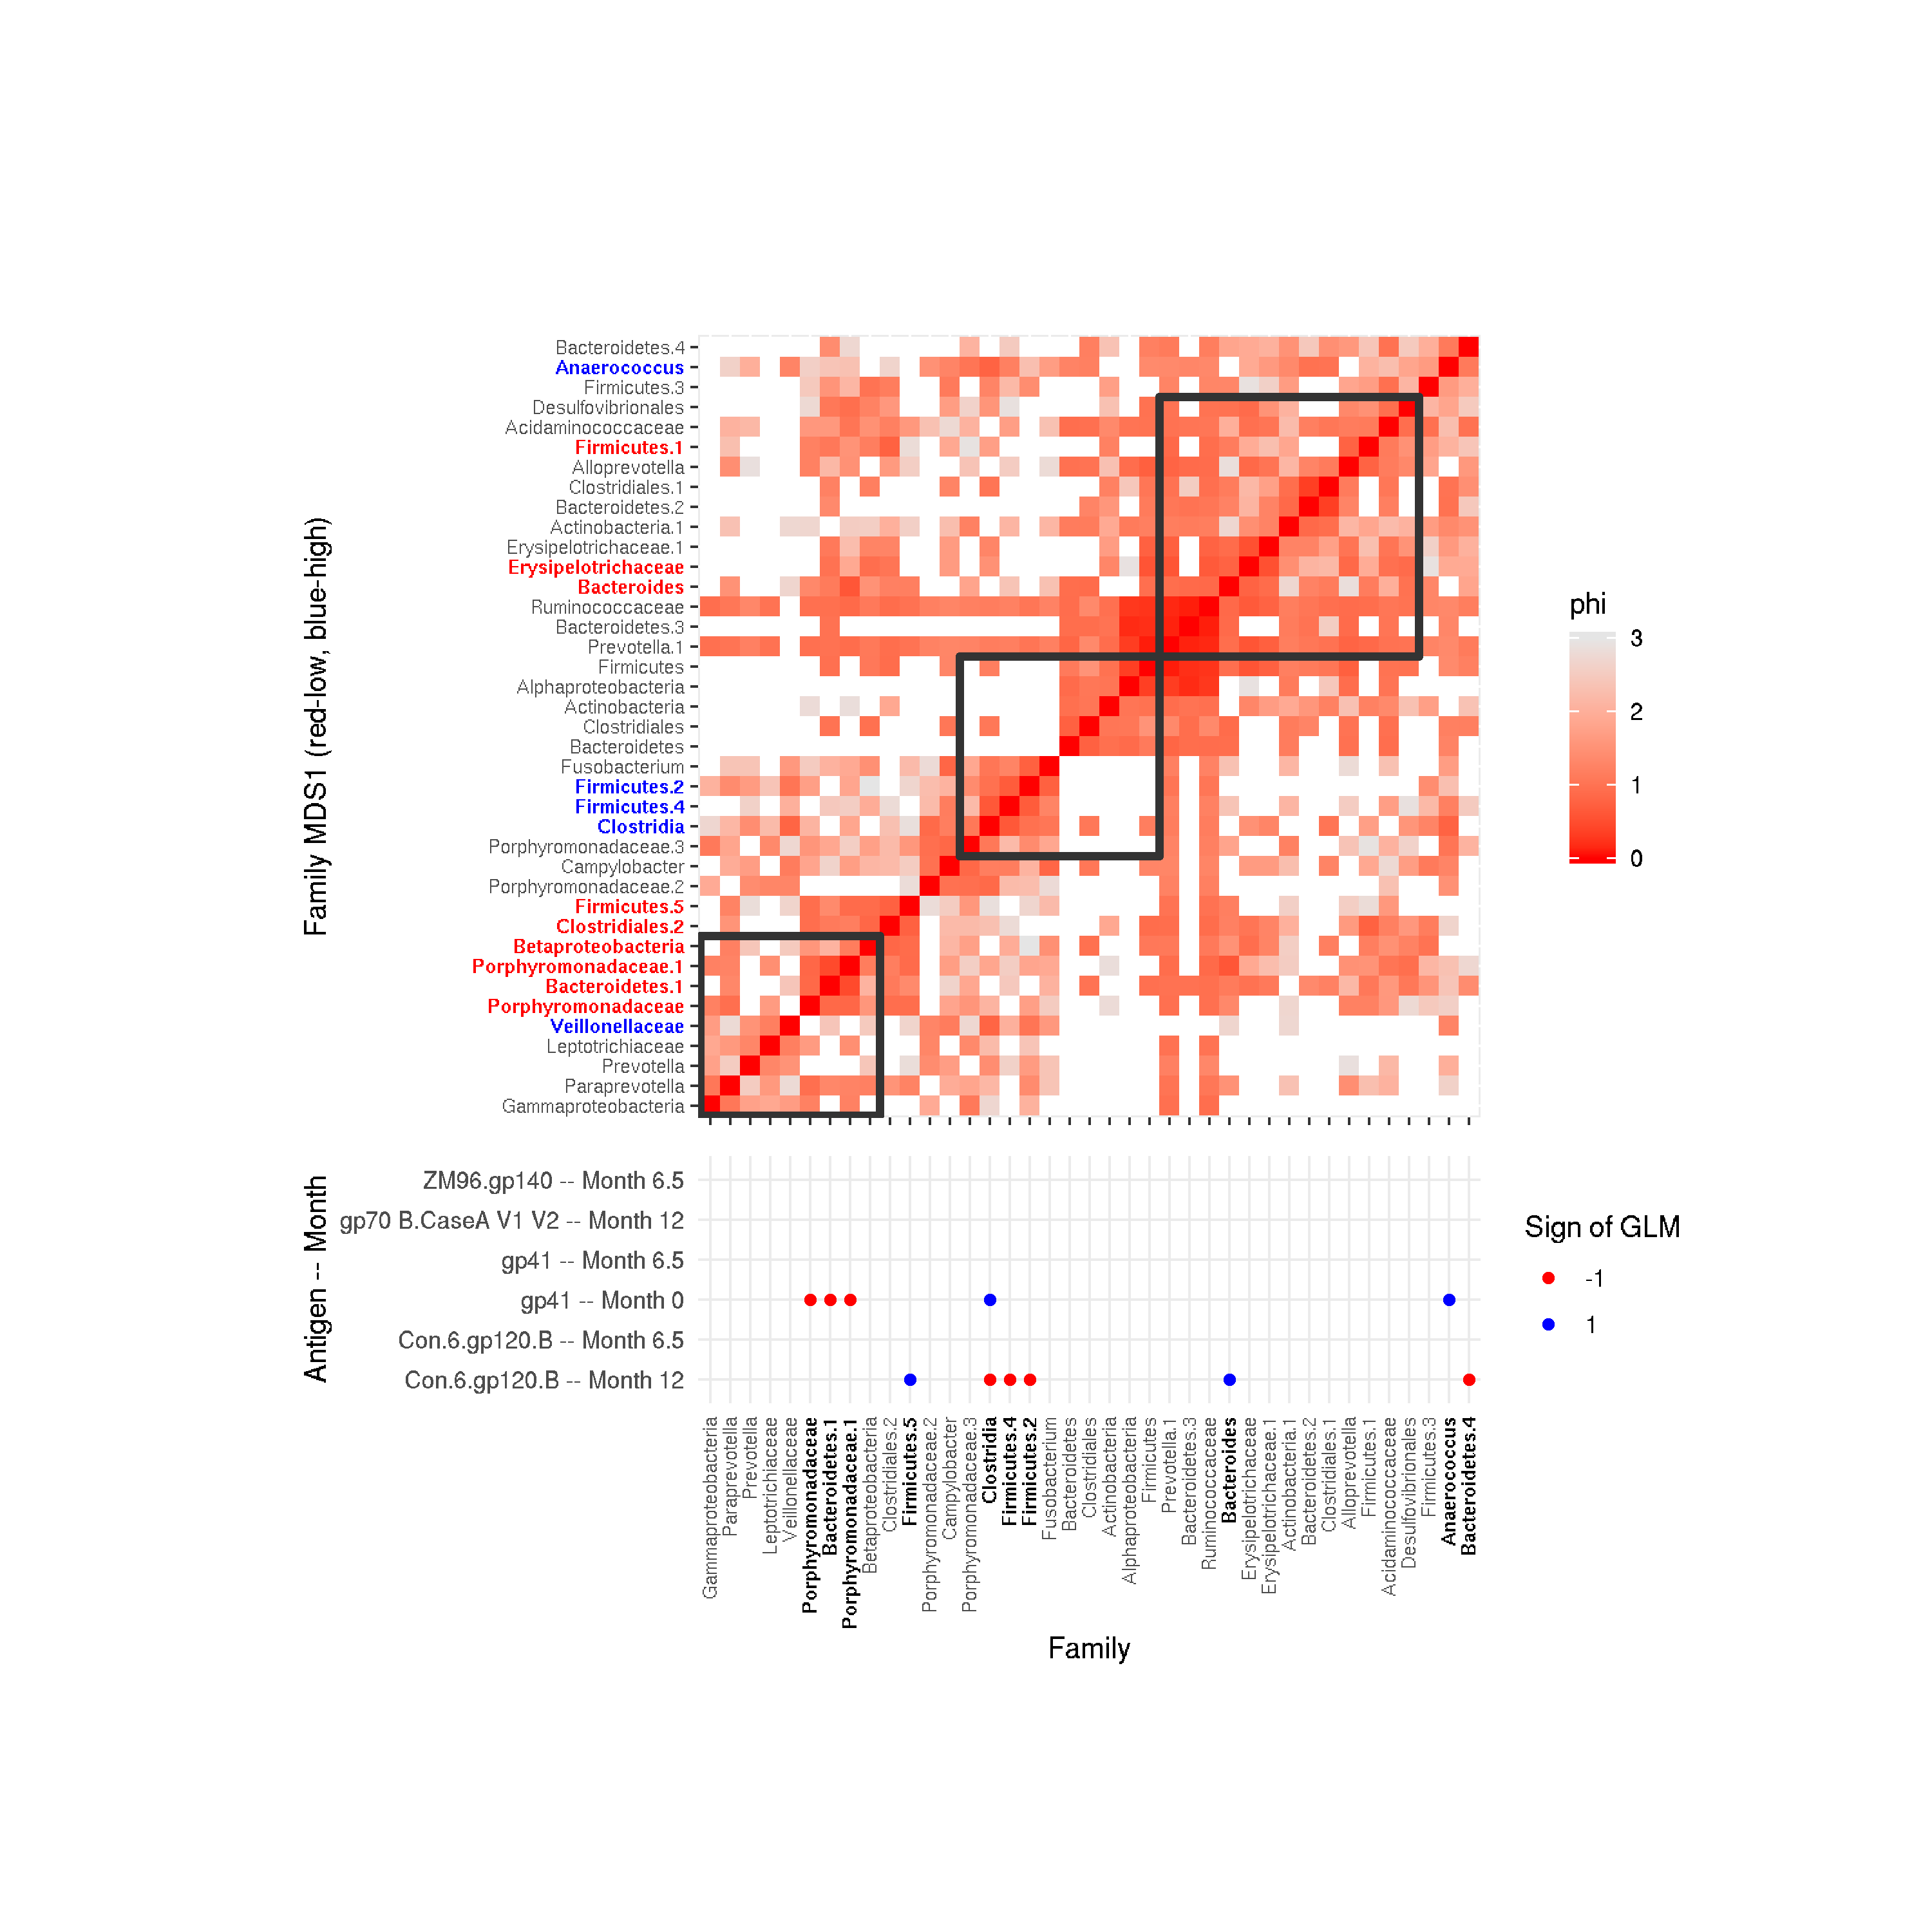 Family MDS1 (red-low, blue-high)
Bacteroidetes.4
Anaerococcus
Firmicutes.3
Desulfovibrionales
Acidaminococcaceae
Firmicutes.1
Alloprevotella
Clostridiales.1
Bacteroidetes.2
Actinobacteria.1
Erysipelotrichaceae.1
Erysipelotrichaceae
Bacteroides
Ruminococcaceae
Bacteroidetes.3
Prevotella.1
Firmicutes
Alphaproteobacteria
Actinobacteria
Clostridiales
Bacteroidetes
Fusobacterium
Firmicutes.2
Firmicutes.4
Clostridia
Porphyromonadaceae.3
Campylobacter
Porphyromonadaceae.2
Firmicutes.5
Clostridiales.2
Betaproteobacteria
Porphyromonadaceae.1
Bacteroidetes.1
Porphyromonadaceae
Veillonellaceae
Leptotrichiaceae
Prevotella
Paraprevotella
Gammaproteobacteria
phi
3
2
1
0
Antigen -- Month
ZM96.gp140 -- Month 6.5
gp70 B.CaseA V1 V2 -- Month 12
gp41 -- Month 6.5
gp41 -- Month 0
Con.6.gp120.B -- Month 6.5
Con.6.gp120.B -- Month 12
Sign of GLM
-1
1
Gammaproteobacteria
Paraprevotella
Prevotella
Leptotrichiaceae
Veillonellaceae
Porphyromonadaceae
Bacteroidetes.1
Porphyromonadaceae.1
Betaproteobacteria
Clostridiales.2
Firmicutes.5
Porphyromonadaceae.2
Campylobacter
Porphyromonadaceae.3
Clostridia
Firmicutes.4
Firmicutes.2
Fusobacterium
Bacteroidetes
Clostridiales
Actinobacteria
Alphaproteobacteria
Firmicutes
Prevotella.1
Bacteroidetes.3
Ruminococcaceae
Bacteroides
Erysipelotrichaceae
Erysipelotrichaceae.1
Actinobacteria.1
Bacteroidetes.2
Clostridiales.1
Alloprevotella
Firmicutes.1
Acidaminococcaceae
Desulfovibrionales
Firmicutes.3
Anaerococcus
Bacteroidetes.4
Family